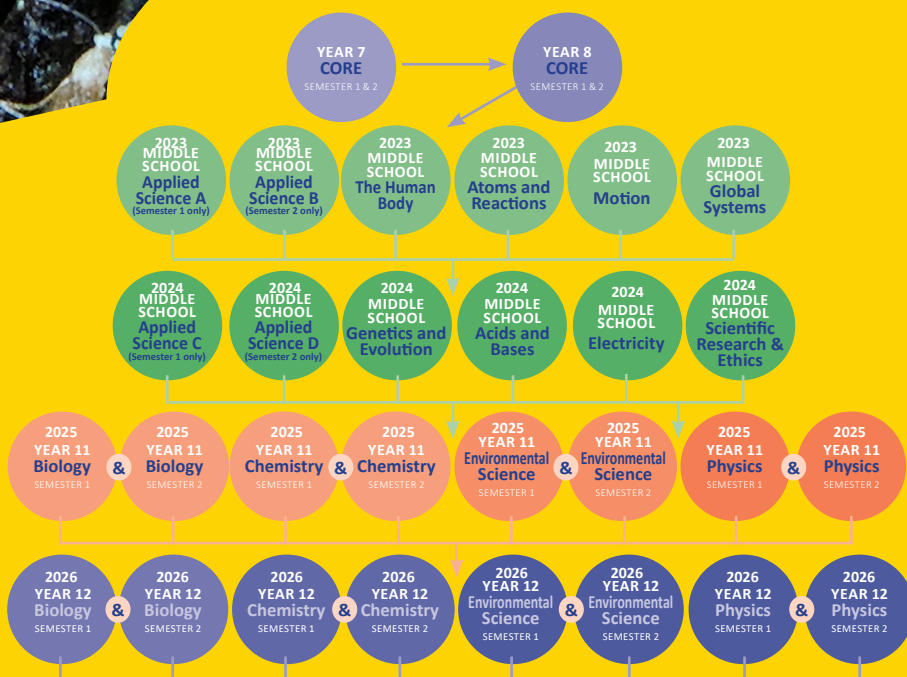 YEAR 7
CORE
SEMESTER 1 & 2
YEAR 8
CORE
SEMESTER 1 & 2
2023
MIDDLE
SCHOOL
Applied
Science A
(Semester 1 only)
2023
MIDDLE
SCHOOL
Applied
Science B
(Semester 2 only)
2023
MIDDLE
SCHOOL
The Human
Body
2023
MIDDLE
SCHOOL
Atoms and
Reactions
2023
MIDDLE
SCHOOL
Motion
2023
MIDDLE
SCHOOL
Global
Systems
2024
MIDDLE
SCHOOL
Applied
Science C
(Semester 1 only)
2024
MIDDLE
SCHOOL
Applied
Science D
(Semester 2 only)
2024
MIDDLE
SCHOOL
Genetics and
Evolution
2024
MIDDLE
SCHOOL
Acids and
Bases
2024
MIDDLE
SCHOOL
Electricity
2024
MIDDLE
SCHOOL
Scientific
Research &
Ethics
2025
YEAR 11
Biology
SEMESTER 1
&
2025
YEAR 11
Biology
SEMESTER 2
2025
YEAR 11
Chemistry
SEMESTER 1
&
2025
YEAR 11
Chemistry
SEMESTER 2
2025
YEAR 11
Environmental
Science
SEMESTER 1
&
2025
YEAR 11
Environmental
Science
SEMESTER 2
2025
YEAR 11
Physics
SEMESTER 1
&
2025
YEAR 11
Physics
SEMESTER 2
2026
YEAR 12
Biology
SEMESTER 1
&
2026
YEAR 12
Biology
SEMESTER 2
2026
YEAR 12
Chemistry
SEMESTER 1
&
2026
YEAR 12
Chemistry
SEMESTER 2
2026
YEAR 12
Environmental
Science
SEMESTER 1
&
2026
YEAR 12
Environmental
Science
SEMESTER 2
2026
YEAR 12
Physics
SEMESTER 1
&
2026
YEAR 12
Physics
SEMESTER 2